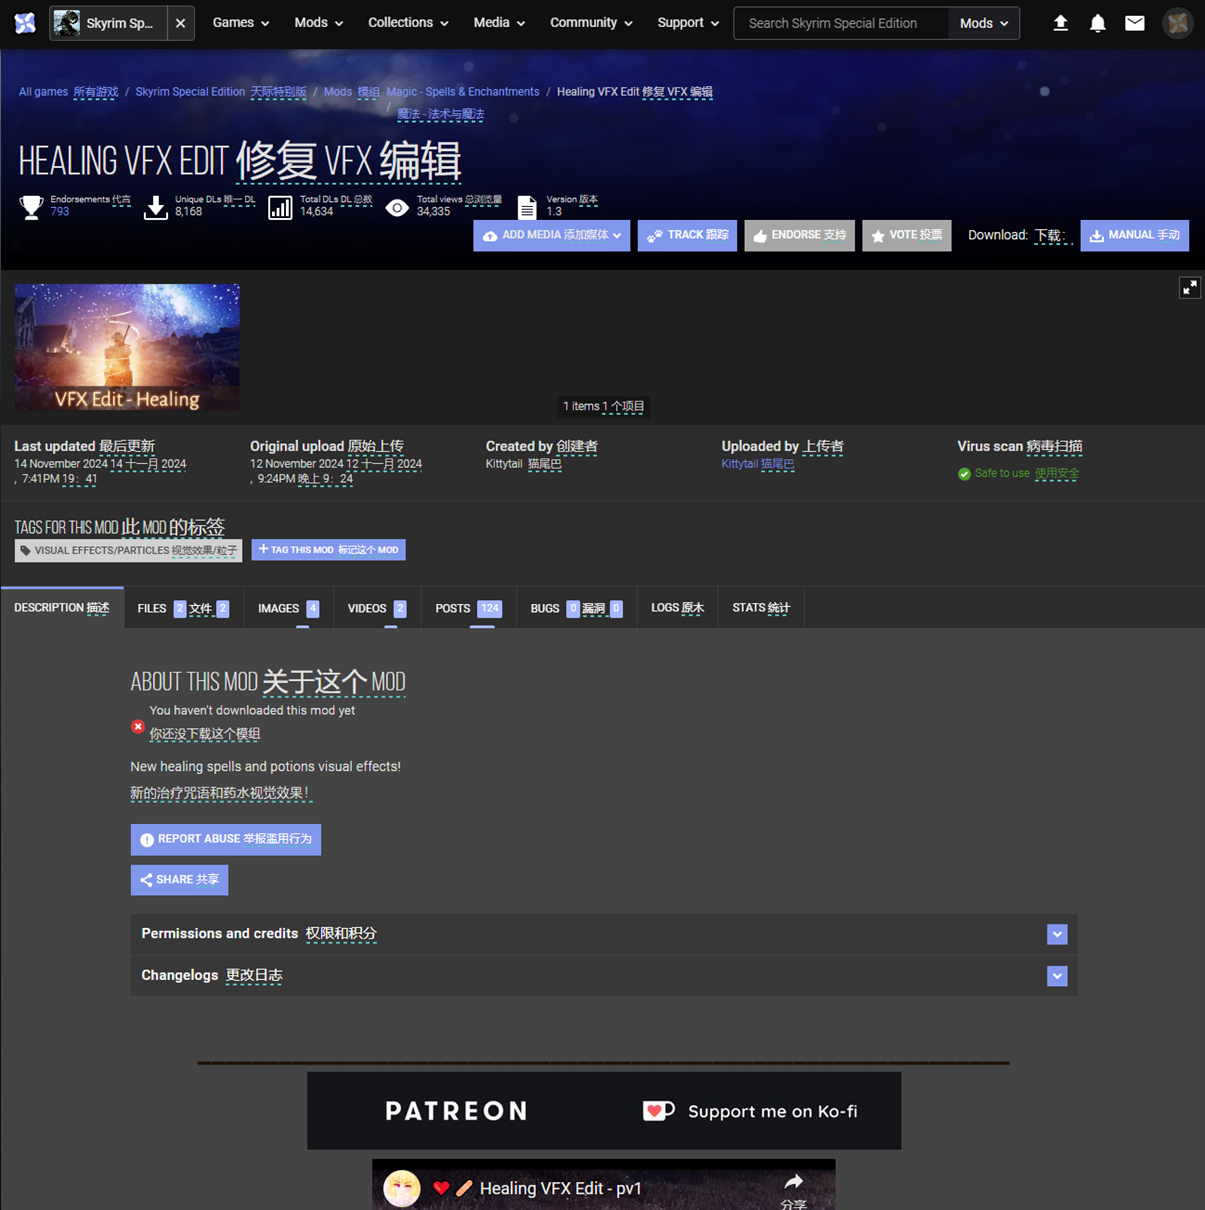 Skyrim Sp...
Games
Mods
Collections
Media
Community
Support
Search Skyrim Special Edition
Mods
All games 所有游戏 / Skyrim Special Edition 天际特别版 / Mods 模组 Magic - Spells & Enchantments / Healing VFX Edit 修复 VFX 编辑
/ 魔法 - 法术与魔法
HEALING VFX EDIT 修复 VFX 编辑
Endorsements 代言
793
Unique DLs 唯一 DL
8,168
Total DLs DL 总数
14,634
Total views 总浏览量
34,335
Version 版本
1.3
ADD MEDIA 添加媒体
TRACK 跟踪
ENDORSE 支持
VOTE 投票
Download: 下载：
MANUAL 手动
VFX Edit - Healing
1 items 1 个项目
Last updated 最后更新
14 November 2024 14 十一月 2024
, 7:41PM 19：41
Original upload 原始上传
12 November 2024 12 十一月 2024
, 9:24PM 晚上 9：24
Created by 创建者
Kittytail 猫尾巴
Uploaded by 上传者
Kittytail 猫尾巴
Virus scan 病毒扫描
Safe to use 使用安全
TAGS FOR THIS MOD 此 MOD 的标签
VISUAL EFFECTS/PARTICLES 视觉效果/粒子
+ TAG THIS MOD 标记这个 MOD
DESCRIPTION 描述
FILES 2 文件 2
IMAGES 4
VIDEOS 2
POSTS 124
BUGS 0 漏洞 0
LOGS 原木
STATS 统计
ABOUT THIS MOD 关于这个 MOD
You haven't downloaded this mod yet
你还没下载这个模组
New healing spells and potions visual effects!
新的治疗咒语和药水视觉效果！
REPORT ABUSE 举报滥用行为
SHARE 共享
Permissions and credits 权限和积分
Changelogs 更改日志
PATREON
Support me on Ko-fi
Healing VFX Edit - pv1
分享